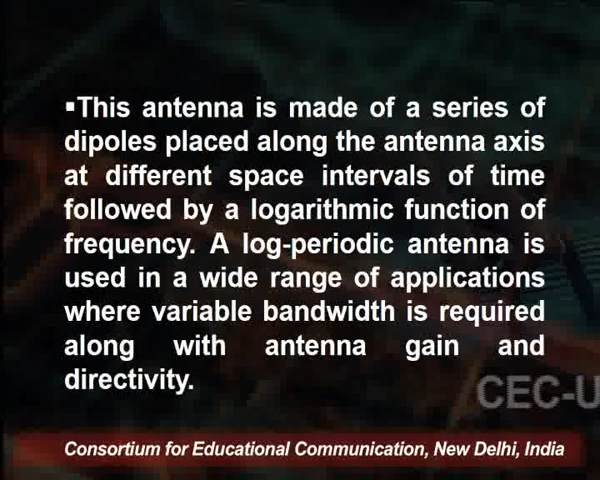 ▪This antenna is made of a series of
dipoles placed along the antenna axis
at different space intervals of time
followed by a logarithmic function of
frequency. A log-periodic antenna is
used in a wide range of applications
where variable bandwidth is required
along with antenna gain and
directivity.
CEC-U
Consortium for Educational Communication, New Delhi, India